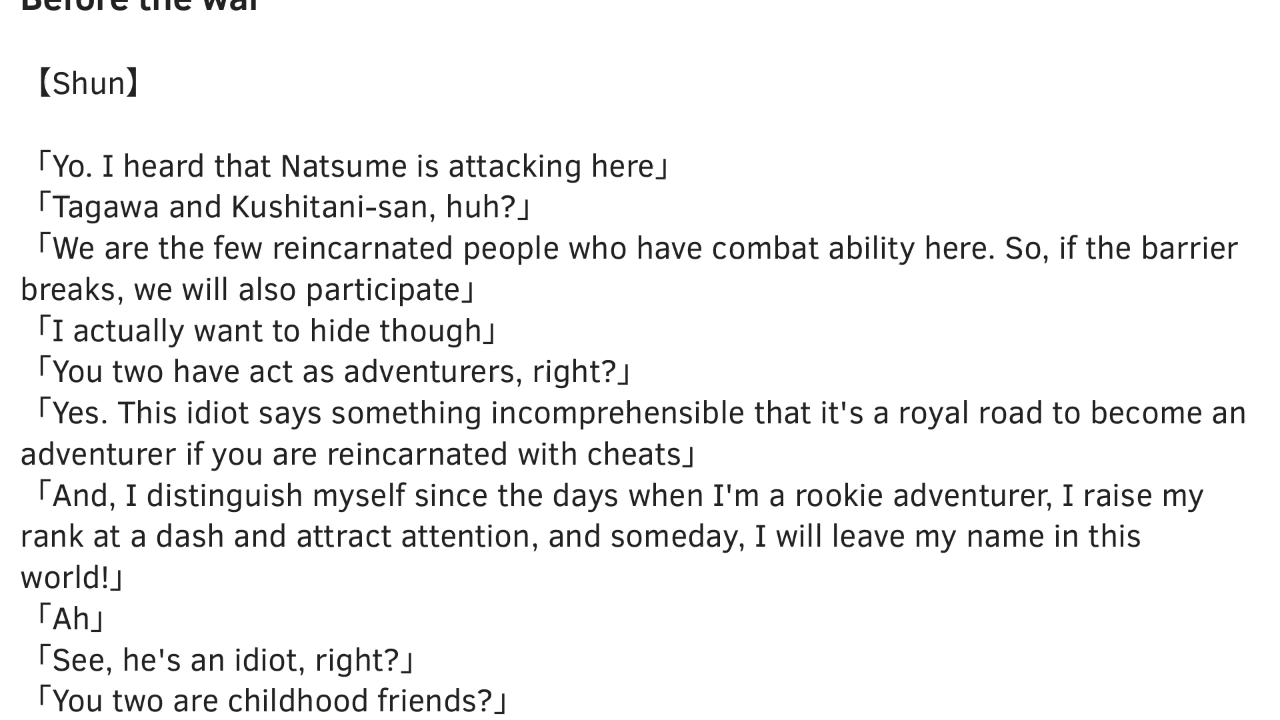 Before the war
【Shun】
「Yo. I heard that Natsume is attacking here」
「Tagawa and Kushitani-san, huh?」
「We are the few reincarnated people who have combat ability here. So, if the barrier
breaks, we will also participate」
「I actually want to hide though」
「You two have act as adventurers, right?」
「Yes. This idiot says something incomprehensible that it's a royal road to become an
adventurer if you are reincarnated with cheats」
「And, I distinguish myself since the days when I'm a rookie adventurer, I raise my
rank at a dash and attract attention, and someday, I will leave my name in this
world!」
「Ah」
「See, he's an idiot, right?」
「You two are childhood friends?」